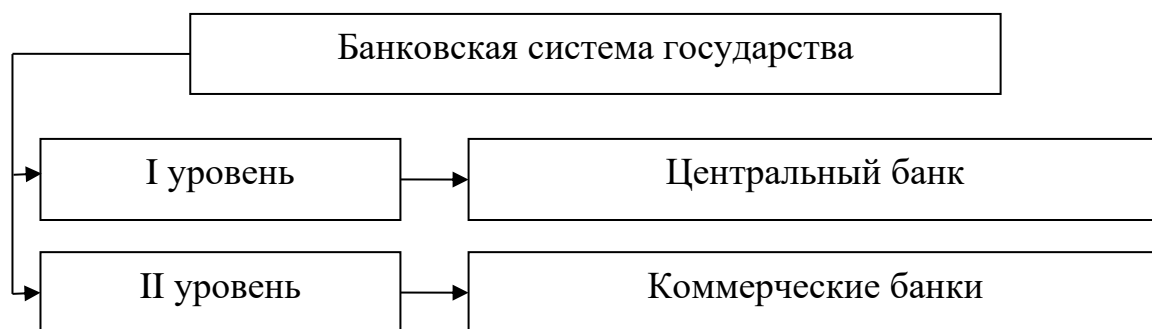 Банковская система государства
I уровень
Центральный банк
II уровень
Коммерческие банки